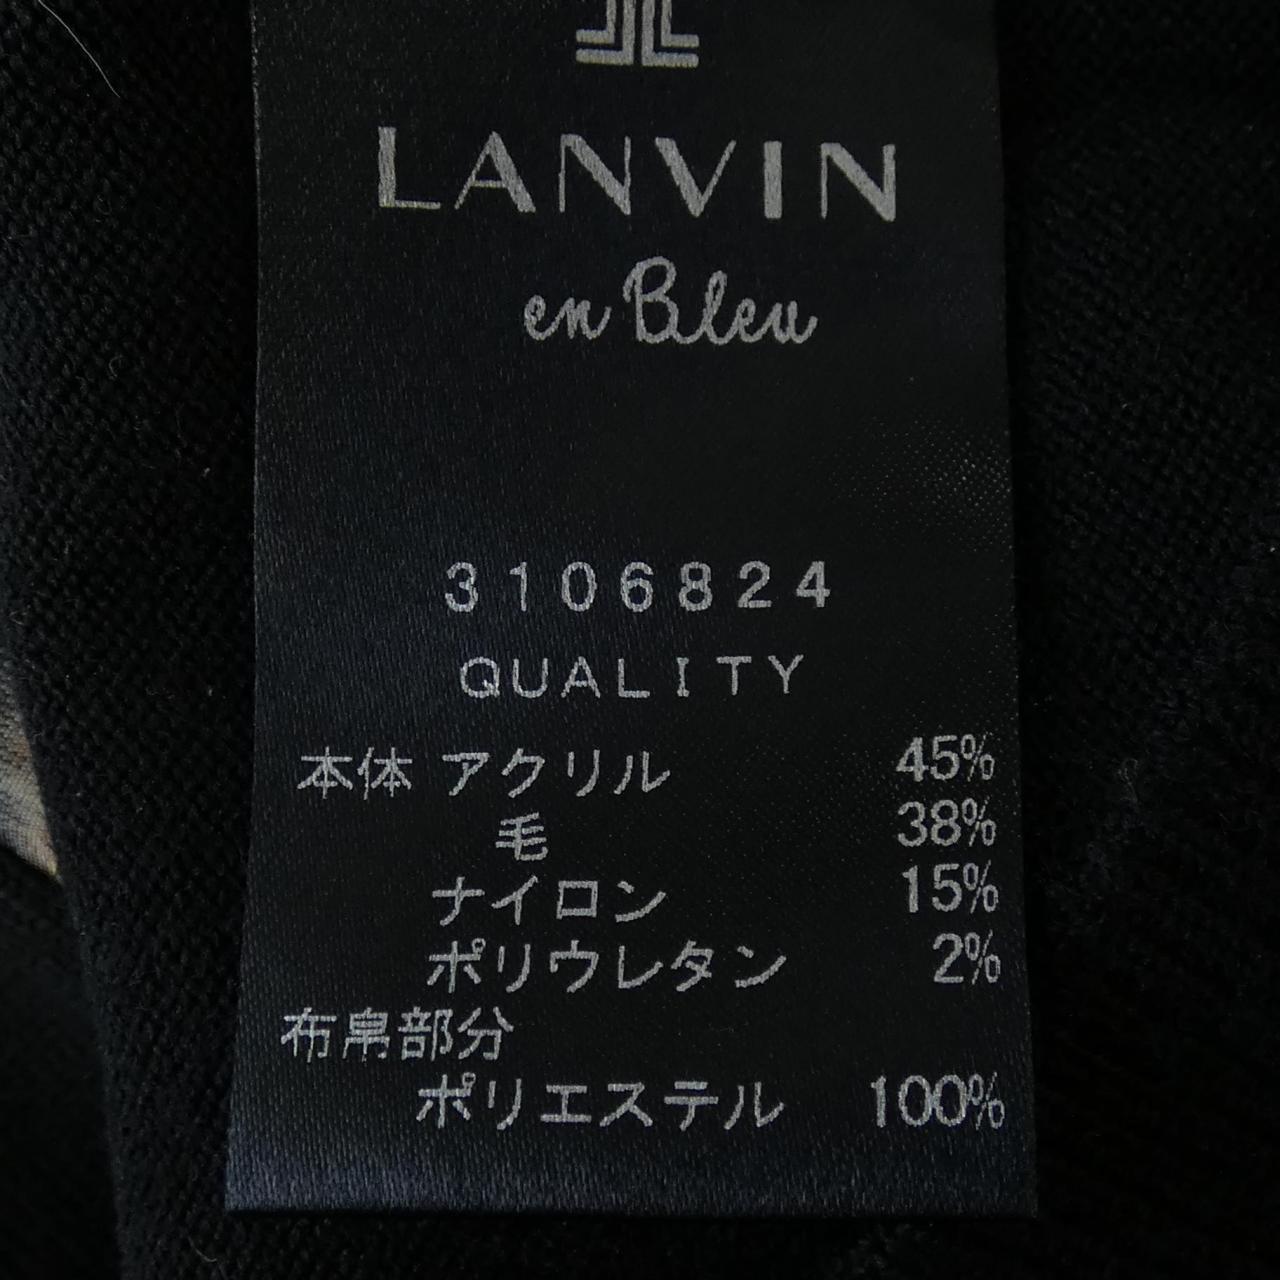 LANVIN
en Bleu
3106824
QUALITY
本体 アクリル 45%
毛 38%
ナイロン 15%
ポリウレタン 2%
布帛部分
ポリエステル 100%